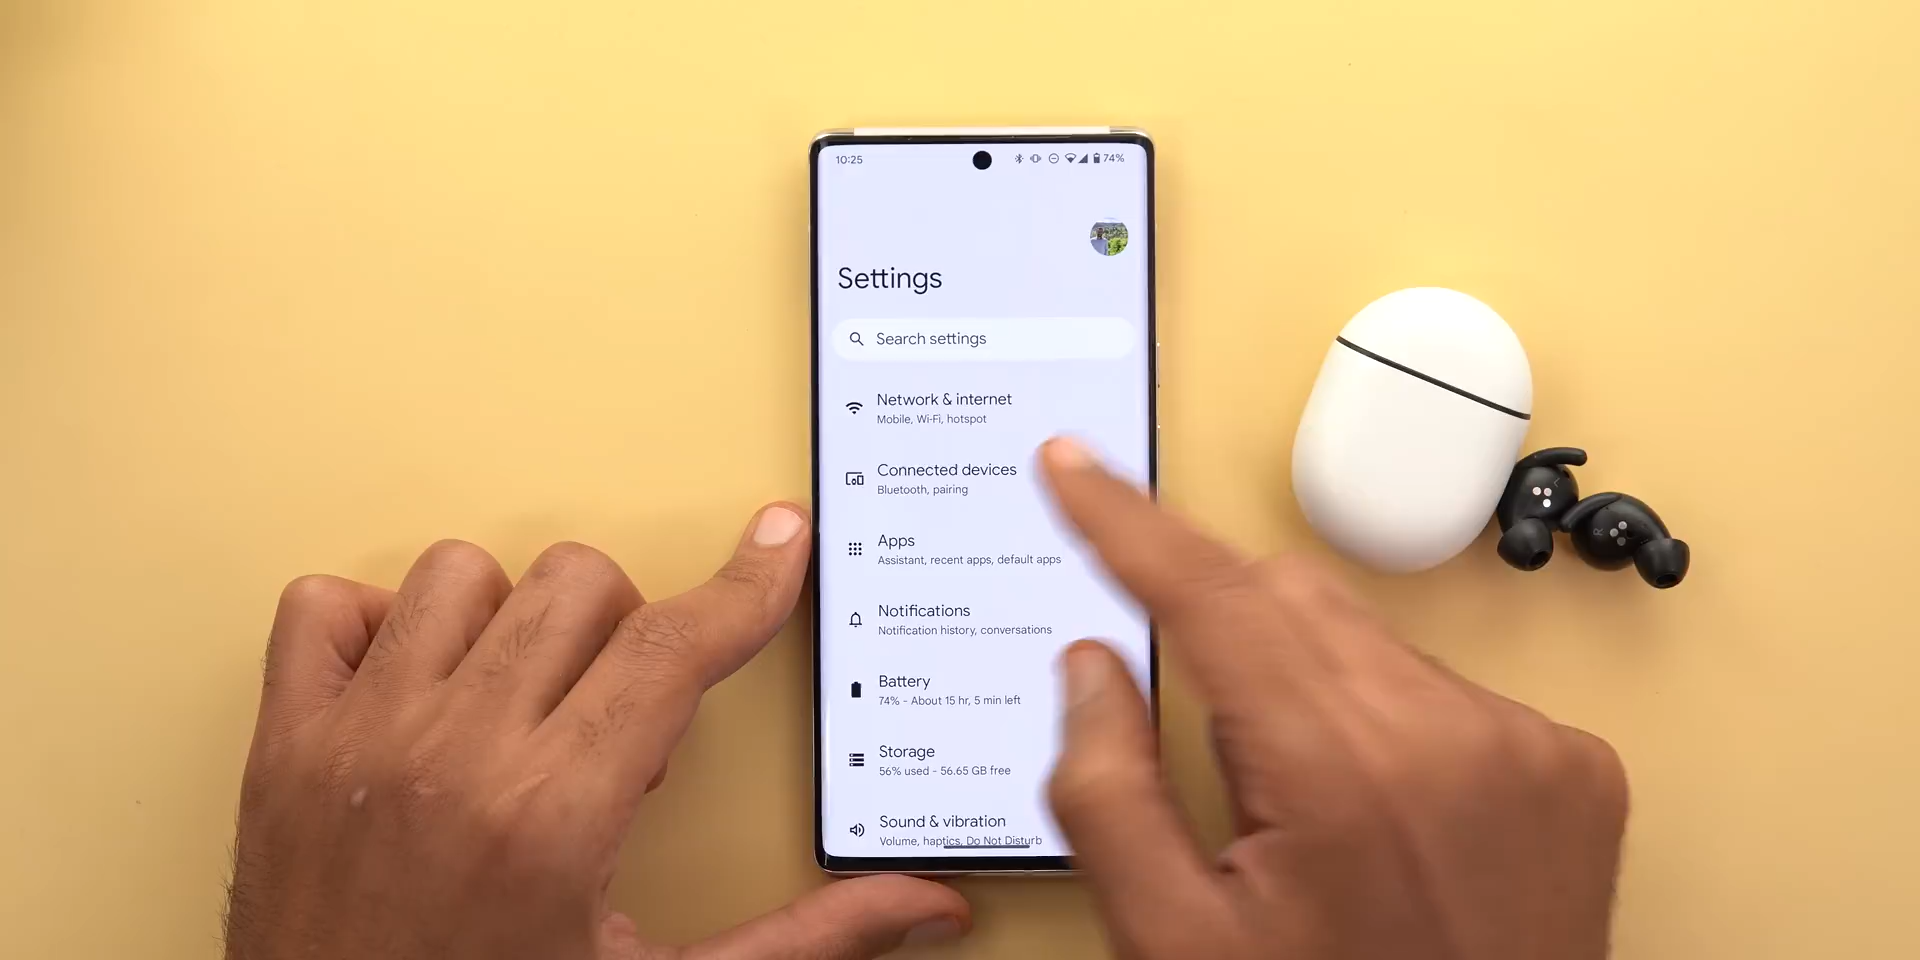 10:25
74%
Settings
Search settings
Network & internet
Mobile, Wi-Fi, hotspot
Connected devices
Bluetooth, pairing
Apps
Assistant, recent apps, default apps
Notifications
Notification history, conversations
Battery
74% - About 15 hr, 5 min left
Storage
56% used - 56.65 GB free
Sound & vibration
Volume, haptics, Do Not Disturb
R